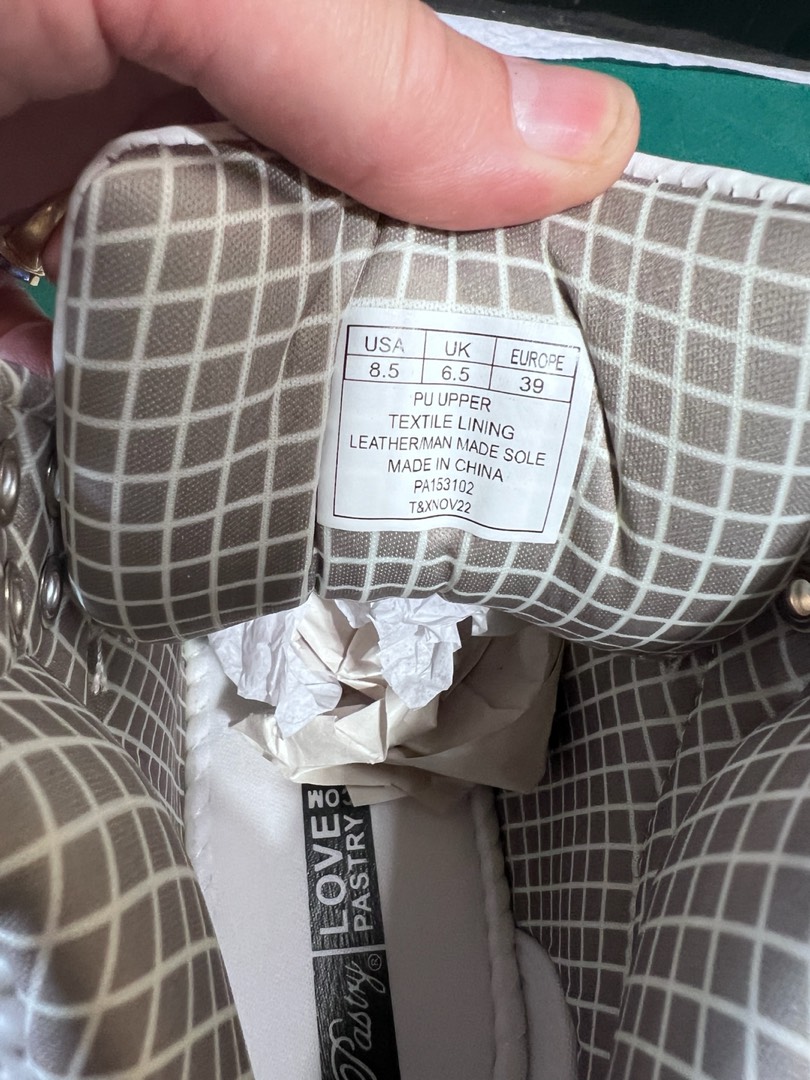 USA UK EUROPE
8.5 6.5 39
PU UPPER
TEXTILE LINING
LEATHER/MAN MADE SOLE
MADE IN CHINA
PA153102
T&XNOV22
LOVE
PASTRY
Pastry®